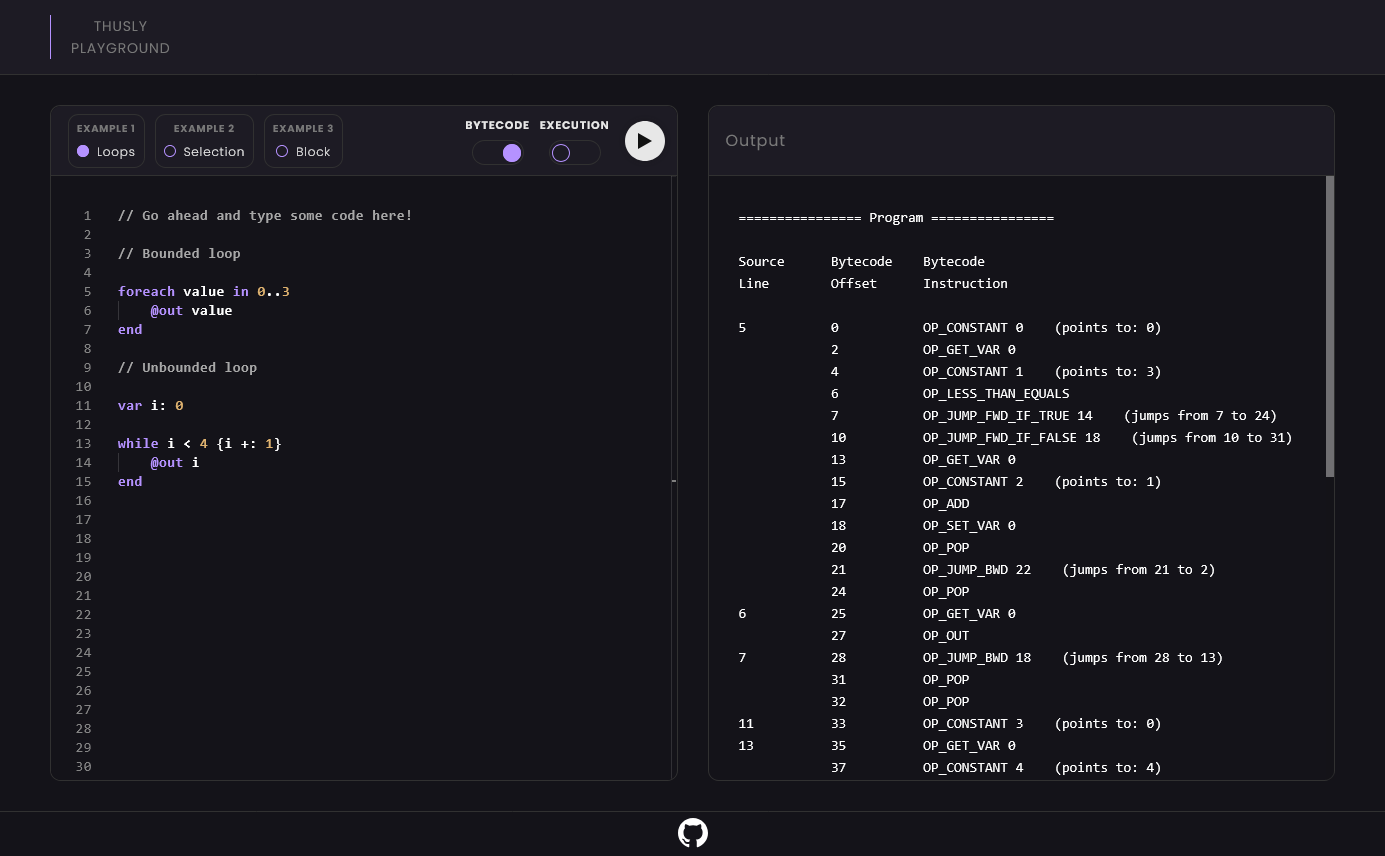 THUSLY
PLAYGROUND
EXAMPLE 1
Loops
EXAMPLE 2
Selection
EXAMPLE 3
Block
BYTECODE EXECUTION
1 // Go ahead and type some code here!
2
3 // Bounded loop
4
5 foreach value in 0..3
6     @out value
7 end
8
9 // Unbounded loop
10
11 var i: 0
12
13 while i < 4 {i +: 1}
14     @out i
15 end
16
17
18
19
20
21
22
23
24
25
26
27
28
29
30
Output
================ Program ================
Source      Bytecode    Bytecode
Line        Offset      Instruction
5           0           OP_CONSTANT 0    (points to: 0)
            2           OP_GET_VAR 0
            4           OP_CONSTANT 1    (points to: 3)
            6           OP_LESS_THAN_EQUALS
            7           OP_JUMP_FWD_IF_TRUE 14    (jumps from 7 to 24)
            10          OP_JUMP_FWD_IF_FALSE 18    (jumps from 10 to 31)
            13          OP_GET_VAR 0
            15          OP_CONSTANT 2    (points to: 1)
            17          OP_ADD
            18          OP_SET_VAR 0
            20          OP_POP
            21          OP_JUMP_BWD 22    (jumps from 21 to 2)
            24          OP_POP
6           25          OP_GET_VAR 0
            27          OP_OUT
7           28          OP_JUMP_BWD 18    (jumps from 28 to 13)
            31          OP_POP
            32          OP_POP
11          33          OP_CONSTANT 3    (points to: 0)
13          35          OP_GET_VAR 0
            37          OP_CONSTANT 4    (points to: 4)